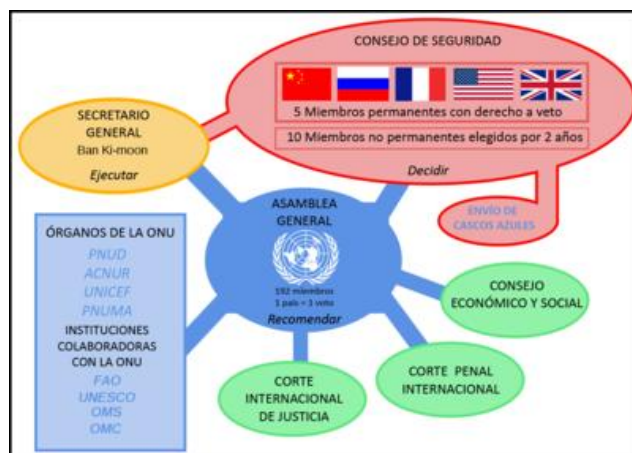 CONSEJO DE SEGURIDAD
5 Miembros permanentes con derecho a veto
10 Miembros no permanentes elegidos por 2 años
Decidir
SECRETARIO
GENERAL
Ban Ki-moon
Ejecutar
ENVÍO DE
CASCOS AZULES
ASAMBLEA
GENERAL
192 miembros
1 país = 1 voto
Recomendar
ÓRGANOS DE LA ONU
PNUD
ACNUR
UNICEF
PNUMA
INSTITUCIONES
COLABORADORAS
CON LA ONU
FAO
UNESCO
OMS
OMC
CONSEJO
ECONÓMICO Y SOCIAL
CORTE PENAL
INTERNACIONAL
CORTE
INTERNACIONAL
DE JUSTICIA